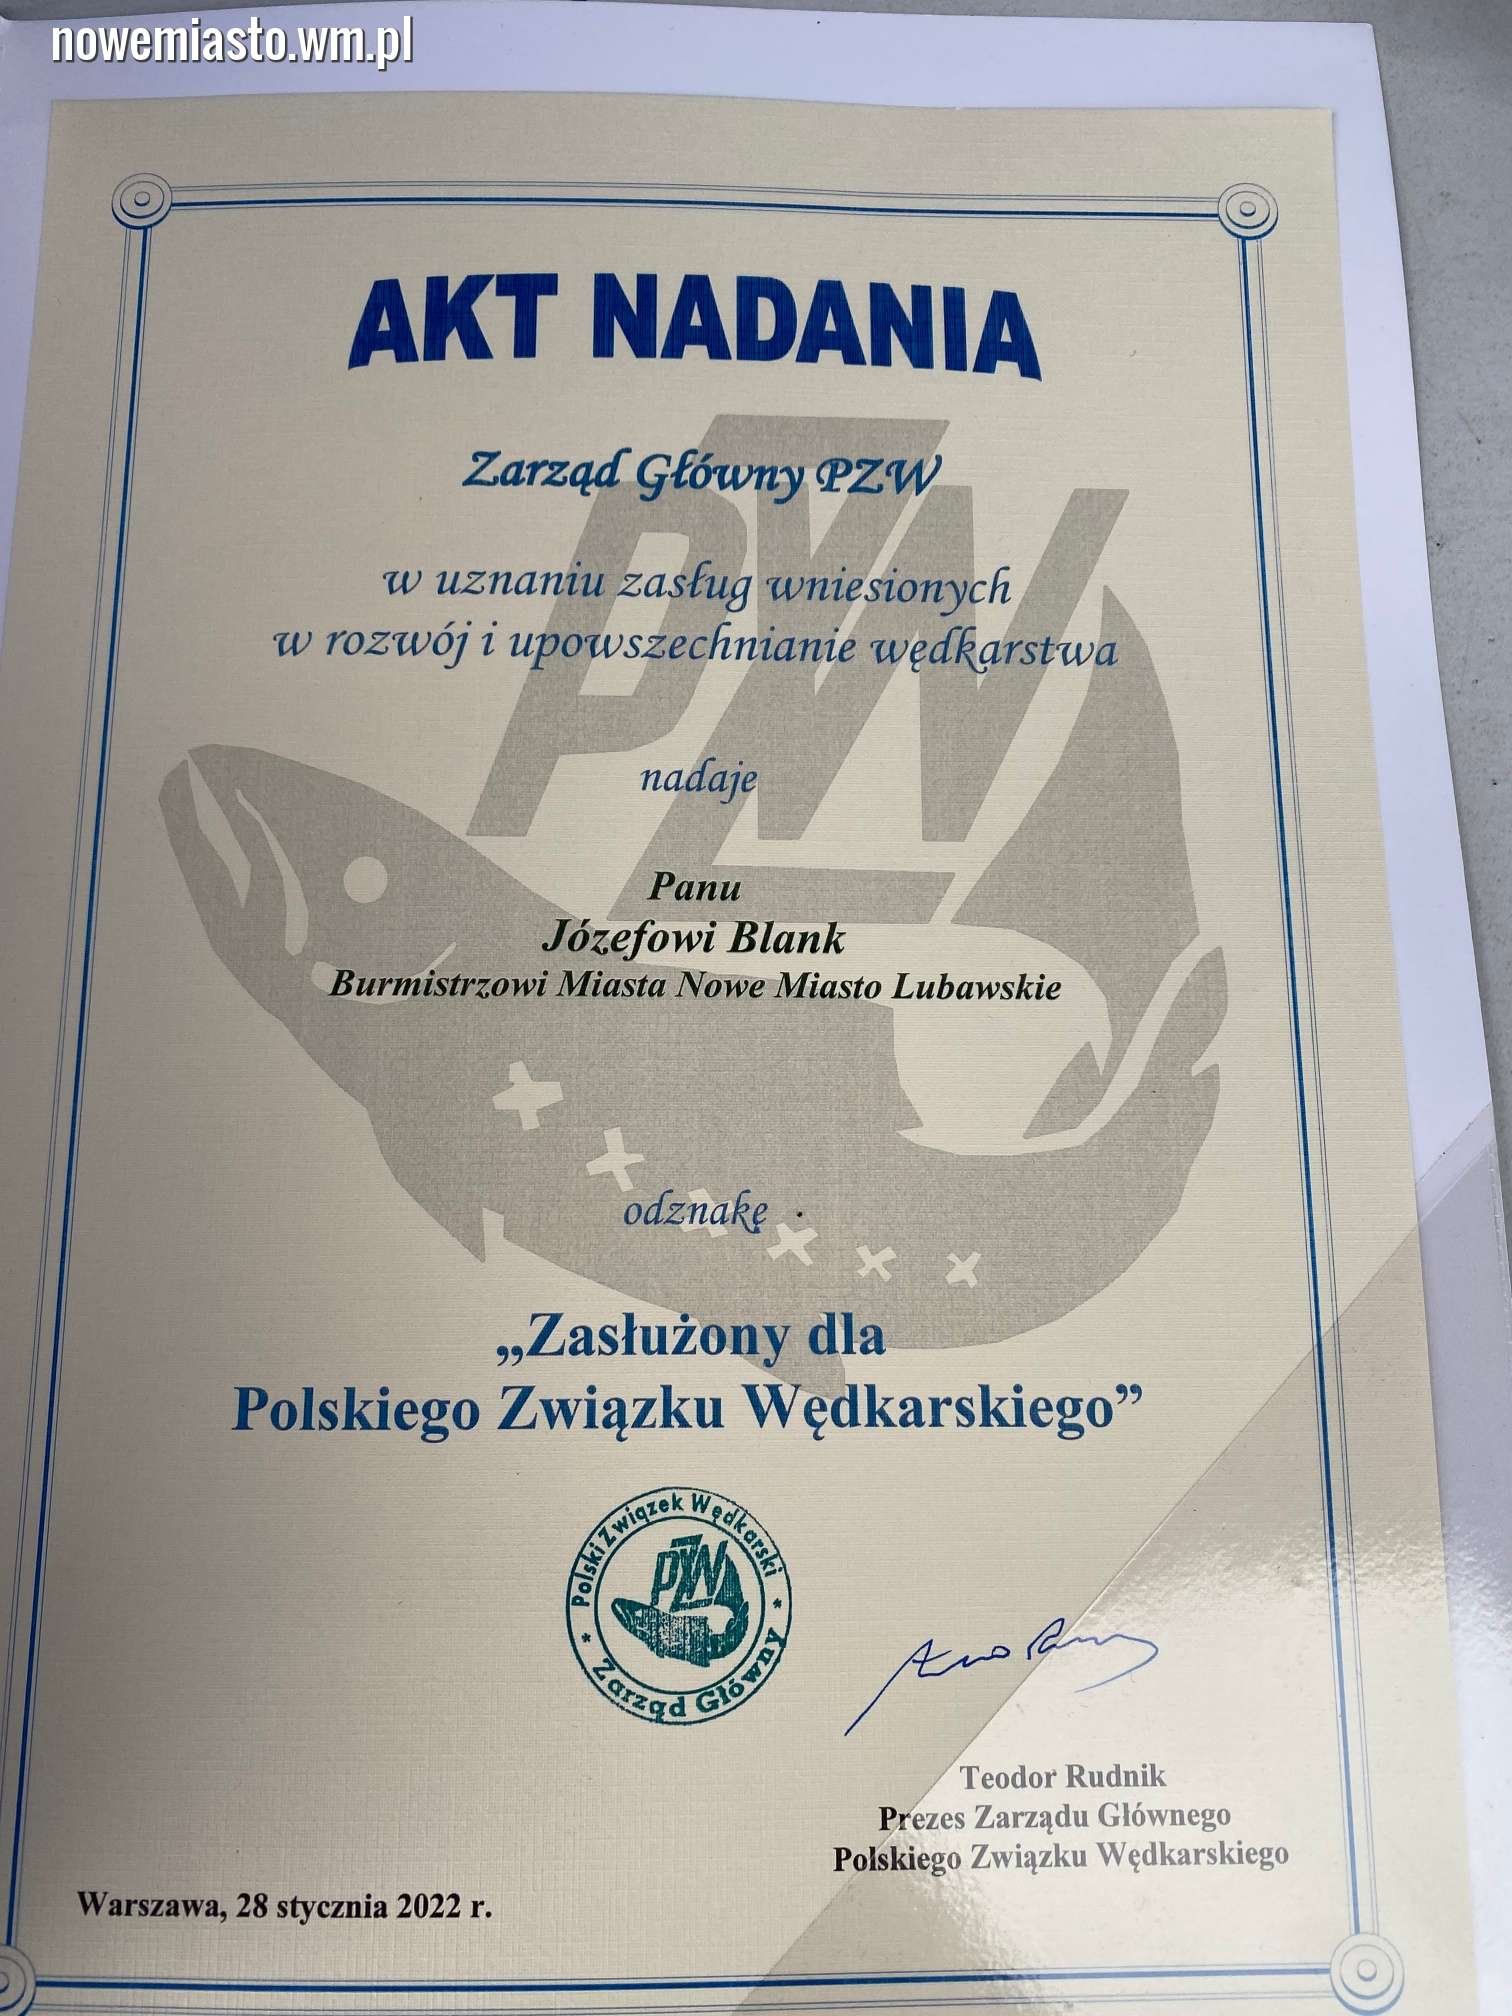 nowemiasto.wm.pl
AKT NADANIA
Zarząd Główny PZW
w uznaniu zasług wniesionych
w rozwój i upowszechnianie wędkarstwa
nadaje
Panu
Józefowi Blank
Burmistrzowi Miasta Nowe Miasto Lubawskie
odznakę
„Zasłużony dla
Polskiego Związku Wędkarskiego”
Polski Związek Wędkarski
PZW
* Zarząd Główny *
Teodor Rudnik
Prezes Zarządu Głównego
Polskiego Związku Wędkarskiego
Warszawa, 28 stycznia 2022 r.